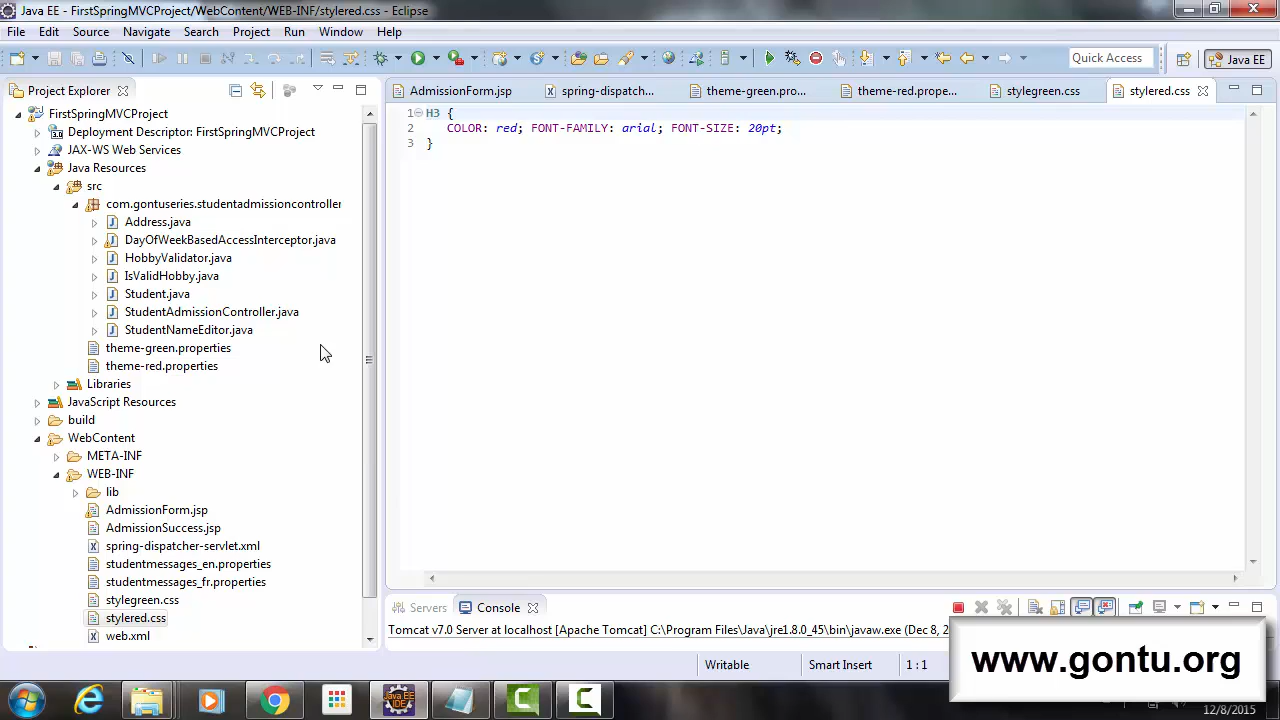 Java EE - FirstSpringMVCProject/WebContent/WEB-INF/stylered.css - Eclipse
File Edit Source Navigate Search Project Run Window Help
Quick Access Java EE
Project Explorer
AdmissionForm.jsp spring-dispatch... theme-green.pro... theme-red.prope... stylegreen.css stylered.css
FirstSpringMVCProject
Deployment Descriptor: FirstSpringMVCProject
JAX-WS Web Services
Java Resources
src
com.gontuseries.studentadmissioncontroller
Address.java
DayOfWeekBasedAccessInterceptor.java
HobbyValidator.java
IsValidHobby.java
Student.java
StudentAdmissionController.java
StudentNameEditor.java
theme-green.properties
theme-red.properties
Libraries
JavaScript Resources
build
WebContent
META-INF
WEB-INF
lib
AdmissionForm.jsp
AdmissionSuccess.jsp
spring-dispatcher-servlet.xml
studentmessages_en.properties
studentmessages_fr.properties
stylegreen.css
stylered.css
web.xml
1 H3 {
2 COLOR: red; FONT-FAMILY: arial; FONT-SIZE: 20pt;
3 }
Servers Console
Tomcat v7.0 Server at localhost [Apache Tomcat] C:\Program Files\Java\jre1.8.0_45\bin\javaw.exe (Dec 8, 2
Writable Smart Insert 1 : 1
www.gontu.org
Java EE
IDE
12/8/2015